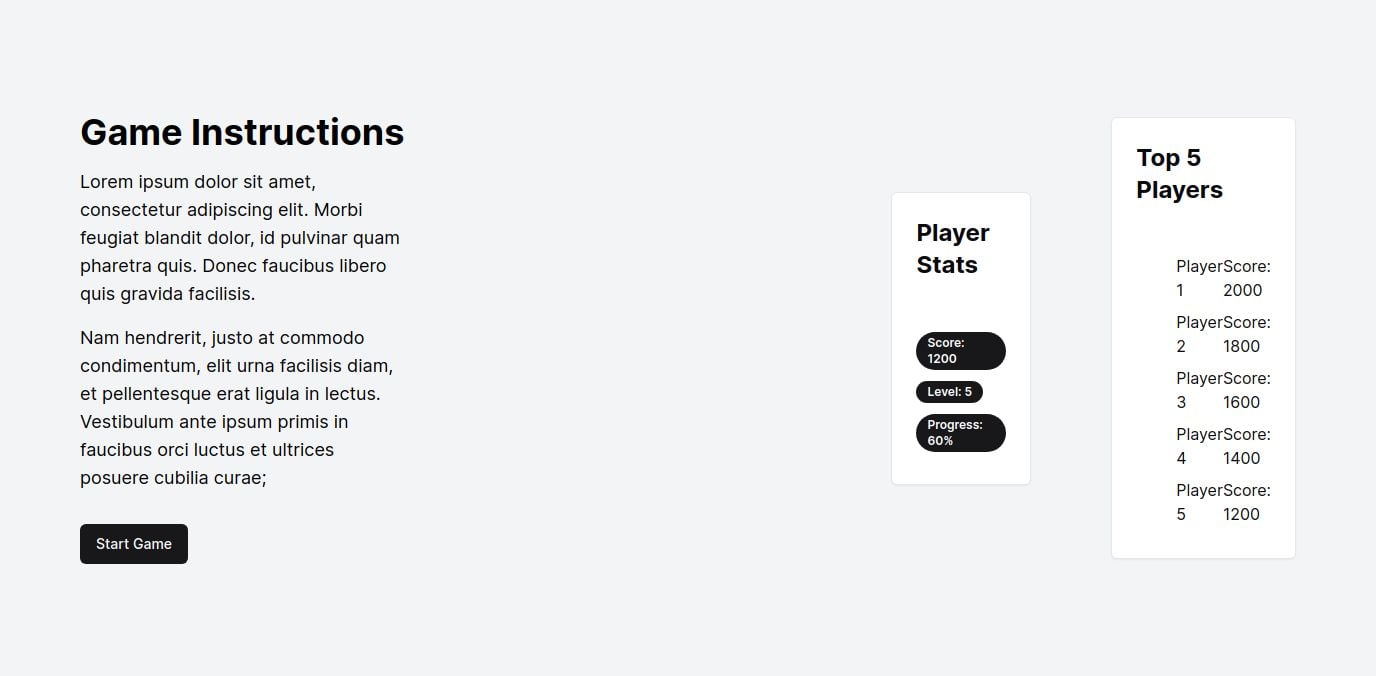 Game Instructions
Lorem ipsum dolor sit amet,
consectetur adipiscing elit. Morbi
feugiat blandit dolor, id pulvinar quam
pharetra quis. Donec faucibus libero
quis gravida facilisis.
Nam hendrerit, justo at commodo
condimentum, elit urna facilisis diam,
et pellentesque erat ligula in lectus.
Vestibulum ante ipsum primis in
faucibus orci luctus et ultrices
posuere cubilia curae;
Start Game
Player
Stats
Score:
1200
Level: 5
Progress:
60%
Top 5
Players
Player Score:
1 2000
Player Score:
2 1800
Player Score:
3 1600
Player Score:
4 1400
Player Score:
5 1200